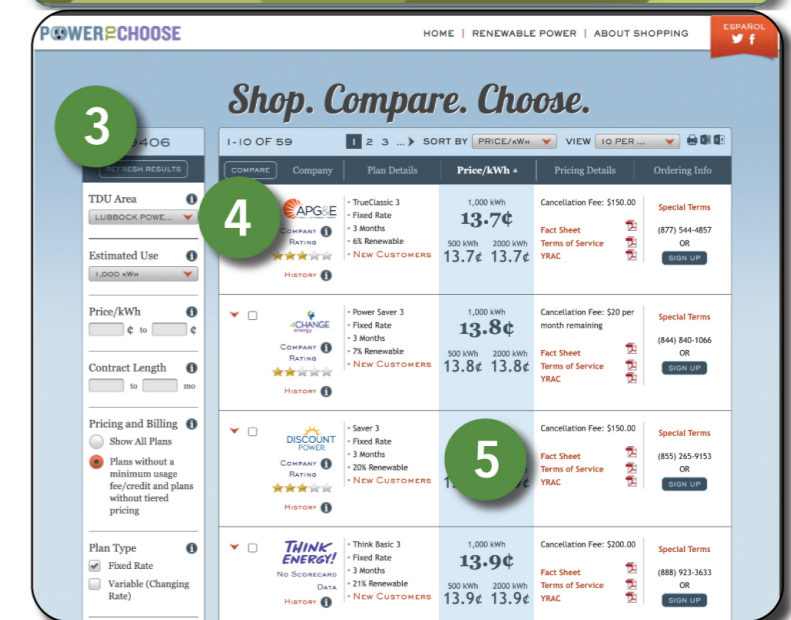 POWER TO CHOOSE
HOME | RENEWABLE POWER | ABOUT SHOPPING
ESPAÑOL
Shop. Compare. Choose.
3
9406
REFRESH RESULTS
TDU Area
LUBBOCK POWE...
Estimated Use
1,000 KWH
Price/kWh
¢ to ¢
Contract Length
to mo
Pricing and Billing
Show All Plans
Plans without a
minimum usage
fee/credit and plans
without tiered
pricing
Plan Type
Fixed Rate
Variable (Changing
Rate)
1-10 OF 59 1 2 3 ... SORT BY PRICE/KWH VIEW 10 PER ...
COMPARE Company Plan Details Price/kWh Pricing Details Ordering Info
4
APG&E
COMPANY
RATING
HISTORY
- TrueClassic 3
- Fixed Rate
- 3 Months
- 6% Renewable
- NEW CUSTOMERS
1,000 kWh
13.7¢
500 kWh 2000 kWh
13.7¢ 13.7¢
Cancellation Fee: $150.00
Fact Sheet
Terms of Service
YRAC
Special Terms
(877) 544-4857
OR
SIGN UP
4CHANGE
energy
COMPANY
RATING
HISTORY
- Power Saver 3
- Fixed Rate
- 3 Months
- 7% Renewable
- NEW CUSTOMERS
1,000 kWh
13.8¢
500 kWh 2000 kWh
13.8¢ 13.8¢
Cancellation Fee: $20 per
month remaining
Fact Sheet
Terms of Service
YRAC
Special Terms
(844) 840-1066
OR
SIGN UP
DISCOUNT
POWER
COMPANY
RATING
HISTORY
- Saver 3
- Fixed Rate
- 3 Months
- 20% Renewable
- NEW CUSTOMERS
5
Cancellation Fee: $150.00
Fact Sheet
Terms of Service
YRAC
Special Terms
(855) 265-9153
OR
SIGN UP
THINK
ENERGY!
NO SCORECARD
DATA
HISTORY
- Think Basic 3
- Fixed Rate
- 3 Months
- 21% Renewable
- NEW CUSTOMERS
1,000 kWh
13.9¢
500 kWh 2000 kWh
13.9¢ 13.9¢
Cancellation Fee: $200.00
Fact Sheet
Terms of Service
YRAC
Special Terms
(888) 923-3633
OR
SIGN UP